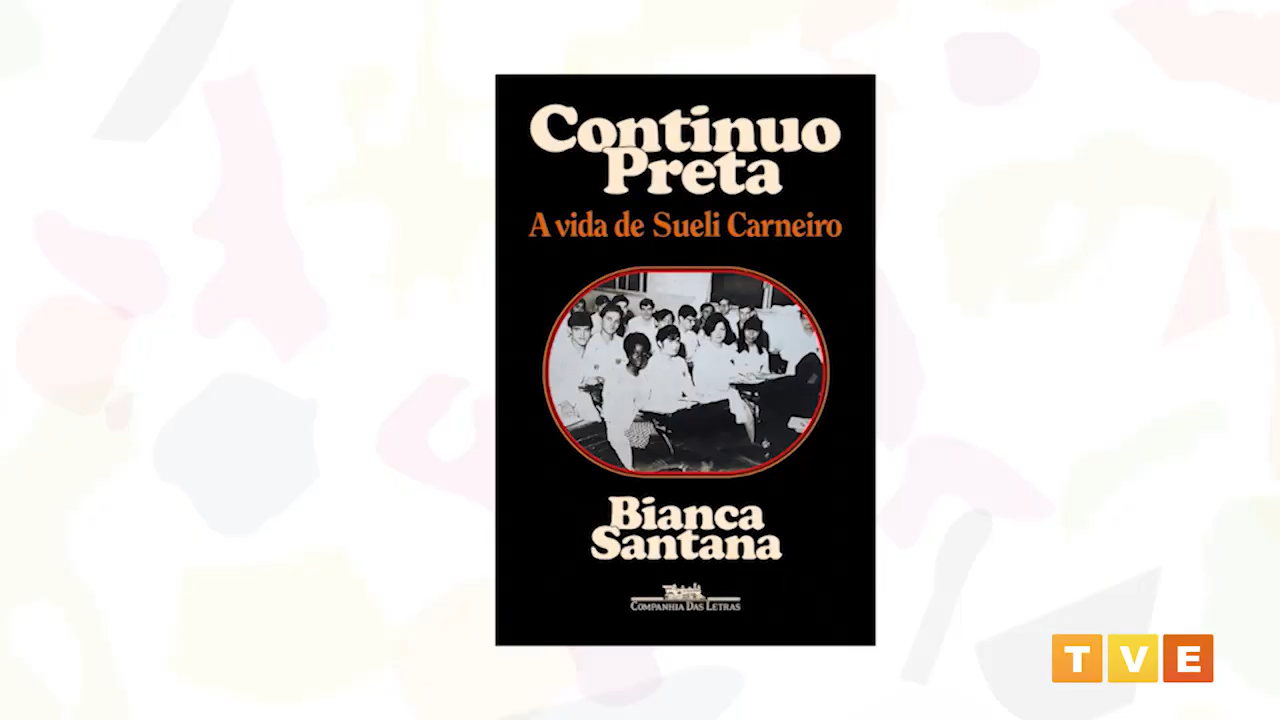 Continuo
Preta
A vida de Sueli Carneiro
Bianca
Santana
COMPANHIA DAS LETRAS
TVE